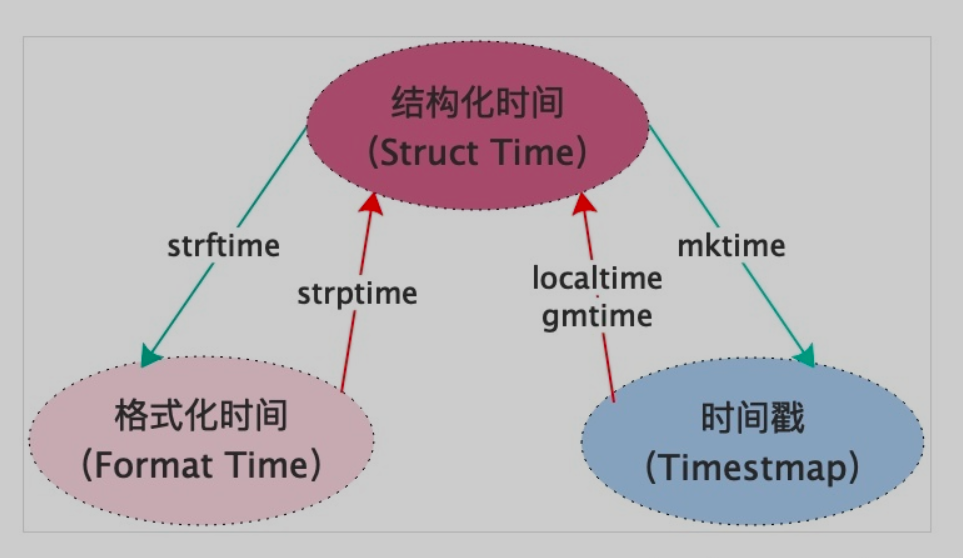 结构化时间
(Struct Time)
strftime
mktime
strptime
localtime
gmtime
格式化时间
(Format Time)
时间戳
(Timestmap)